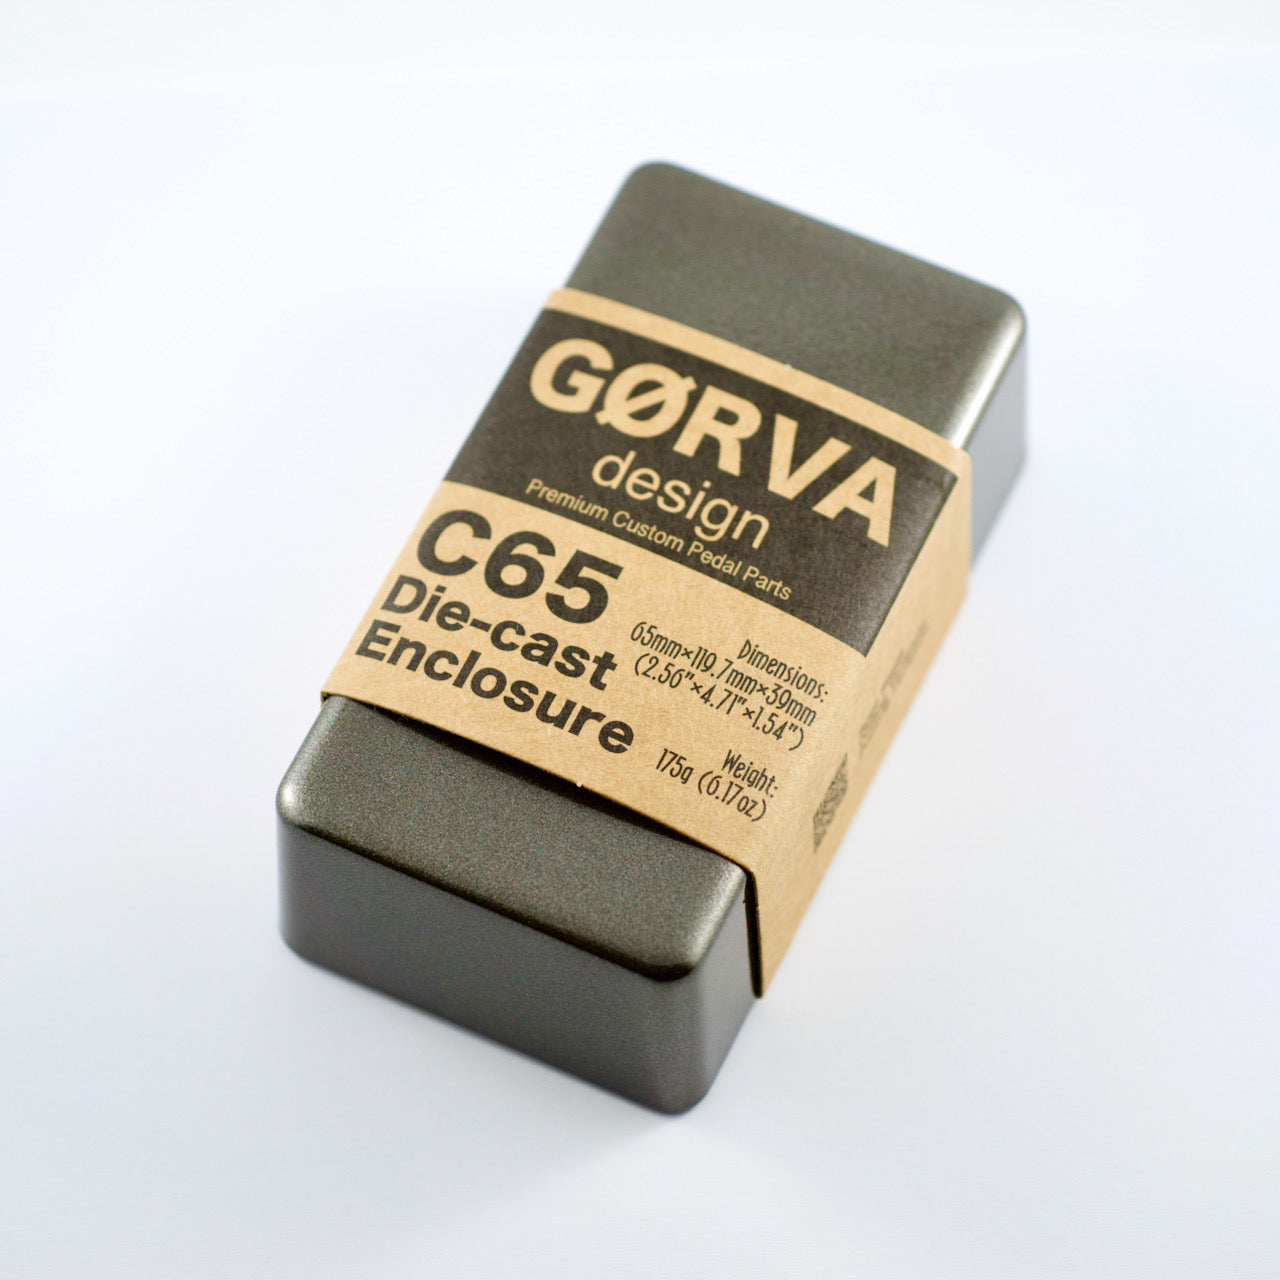 GØRVA
design
Premium Custom Pedal Parts
C65
Die-cast
Enclosure
Dimensions:
65mm×119.7mm×39mm
(2.56"×4.71"×1.54")
Weight:
175g (6.17oz)